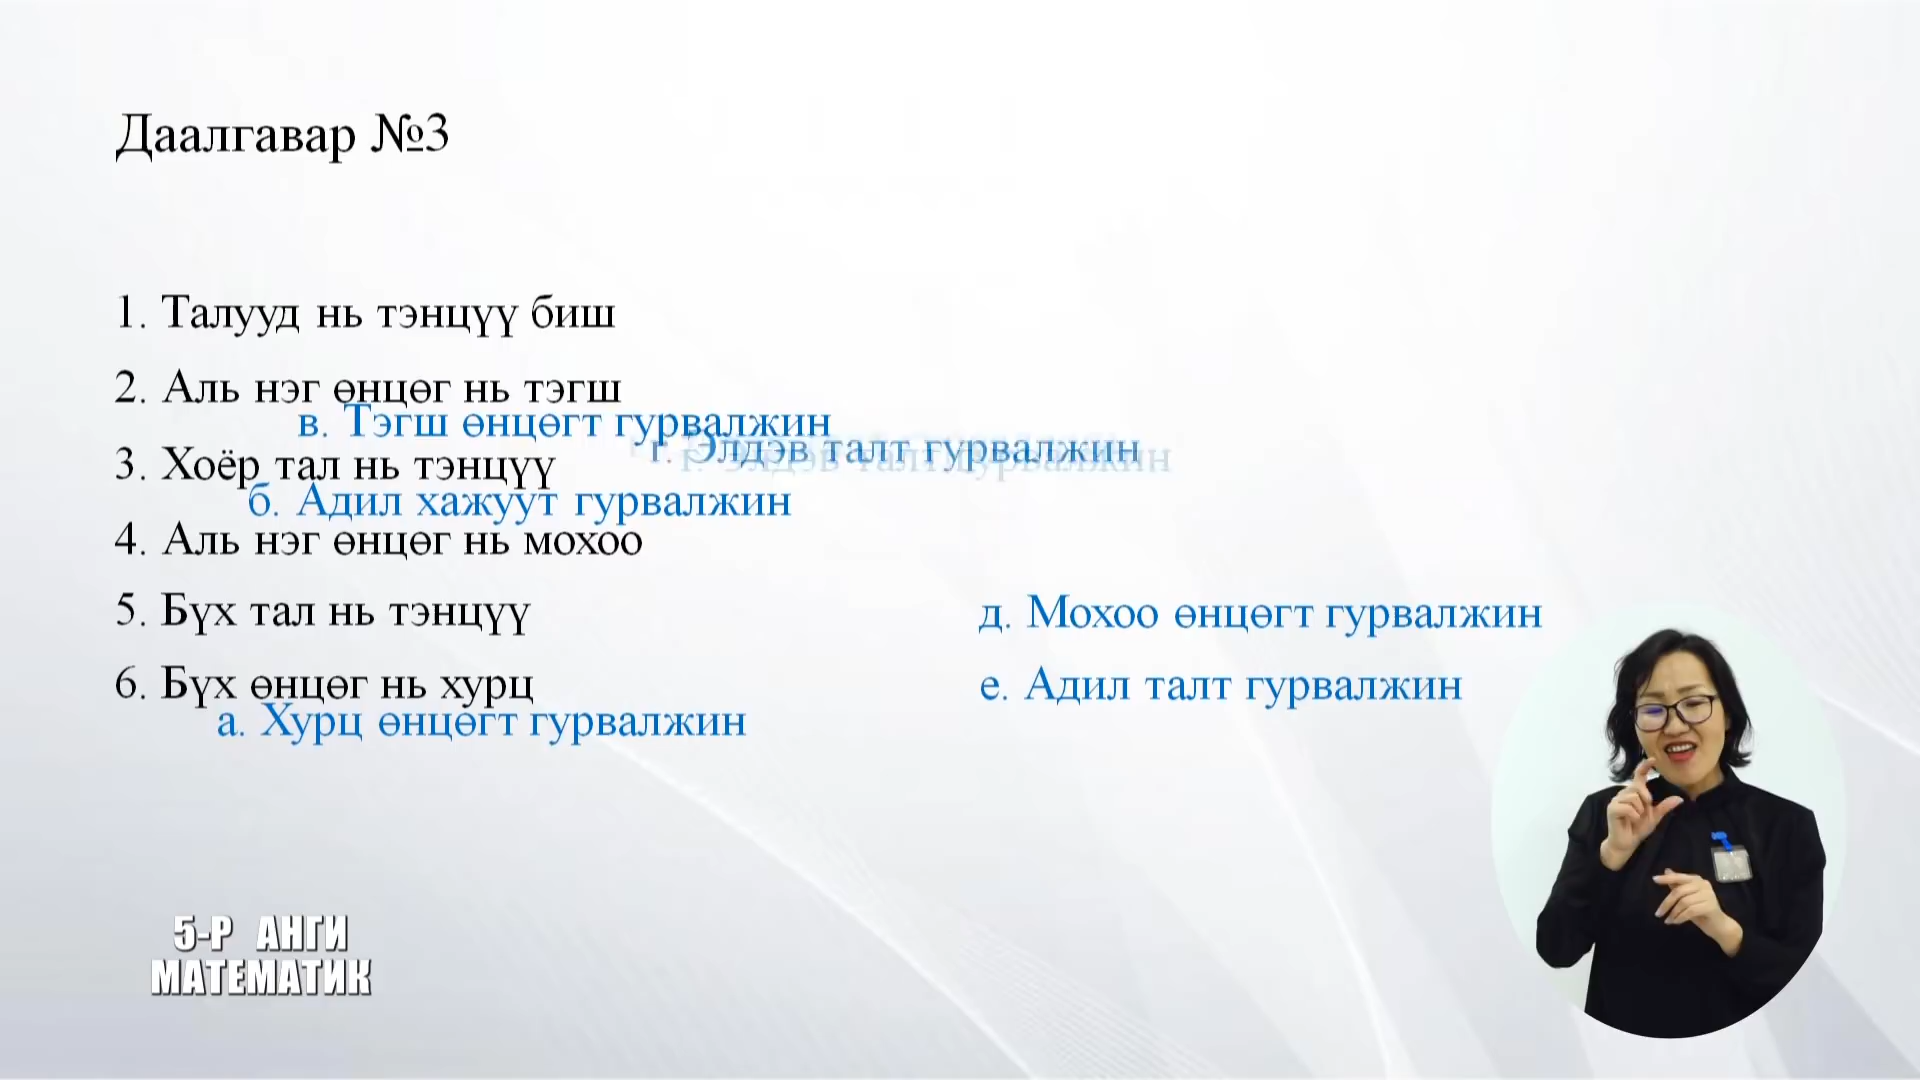 Даалгавар №3
1. Талууд нь тэнцүү биш
2. Аль нэг өнцөг нь тэгш
в. Тэгш өнцөгт гурвалжин
г. Элдэв талт гурвалжин
3. Хоёр тал нь тэнцүү
б. Адил хажуут гурвалжин
4. Аль нэг өнцөг нь мохоо
5. Бүх тал нь тэнцүү
д. Мохоо өнцөгт гурвалжин
6. Бүх өнцөг нь хурц
е. Адил талт гурвалжин
а. Хурц өнцөгт гурвалжин
5-Р АНГИ
МАТЕМАТИК